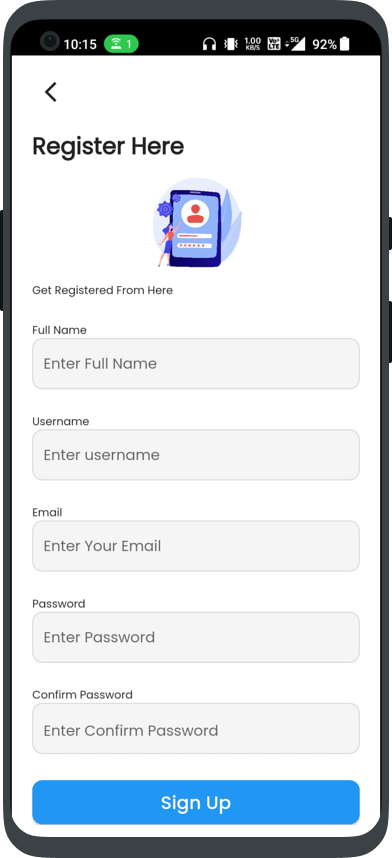 10:15 1 1.00 KB/S Vo LTE 5G 92%
Register Here
Get Registered From Here
Full Name
Enter Full Name
Username
Enter username
Email
Enter Your Email
Password
Enter Password
Confirm Password
Enter Confirm Password
Sign Up